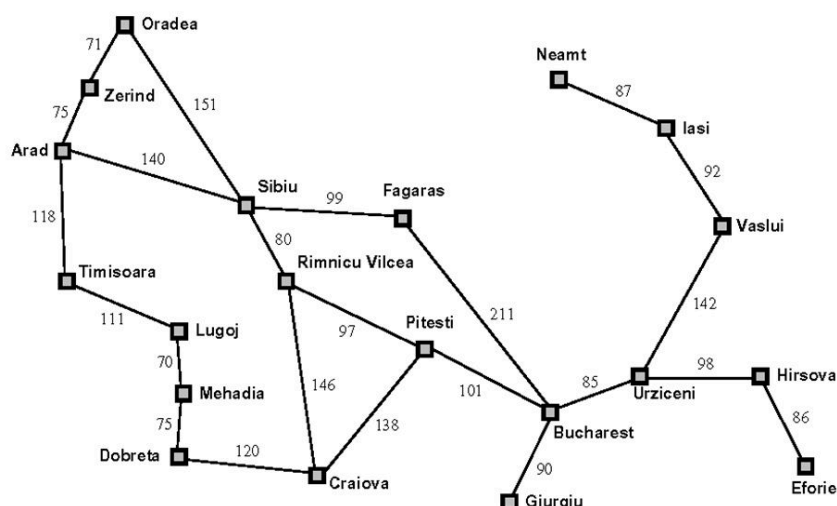 Oradea
71
Neamt
87
Zerind
151
75
Iasi
Arad
140
92
Sibiu
Fagaras
99
118
Vaslui
80
Timisoara
Rimnicu Vilcea
111
142
211
Lugoj
97
Pitesti
70
98
Hirsova
146
85
Mehadia
101
Urziceni
138
86
75
Bucharest
120
Dobreta
90
Eforie
Craiova
Giurgiu